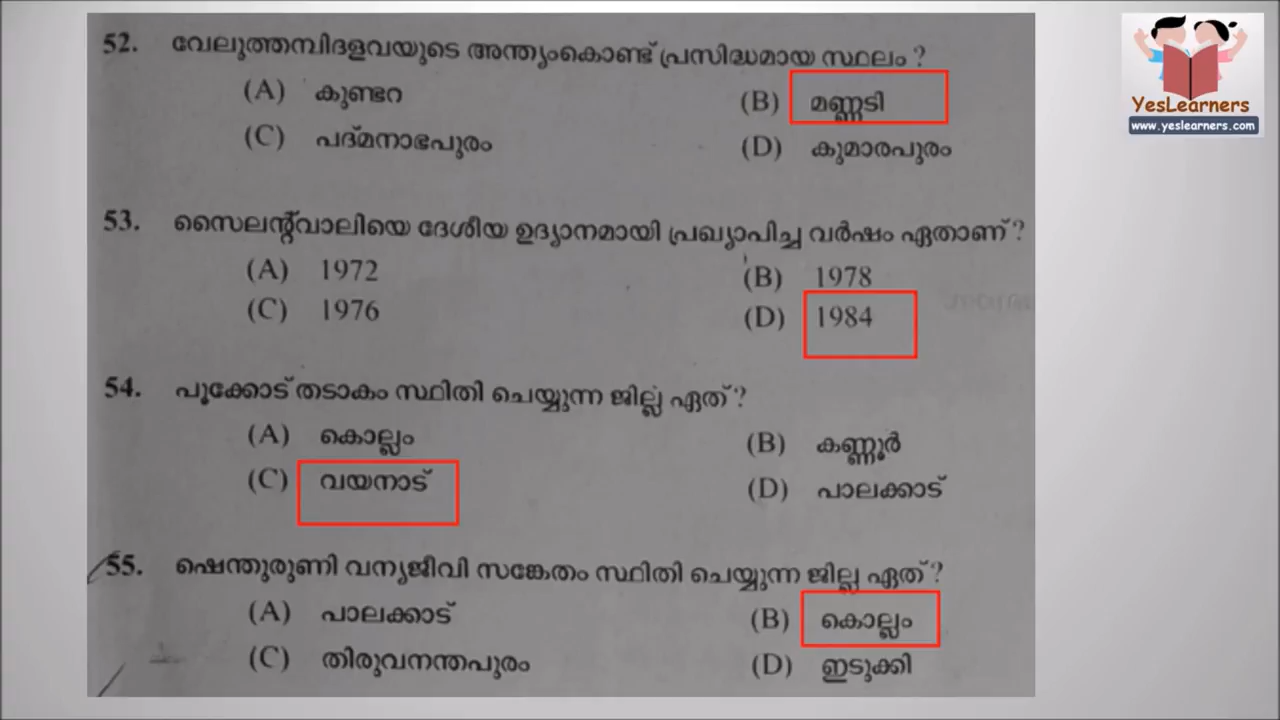 52. വേലുത്തമ്പിദളവയുടെ അന്ത്യംകൊണ്ട് പ്രസിദ്ധമായ സ്ഥലം ?
(A) കുണ്ടറ (B) മണ്ണടി
(C) പദ്മനാഭപുരം (D) കുമാരപുരം
53. സൈലന്റ്‌വാലിയെ ദേശീയ ഉദ്യാനമായി പ്രഖ്യാപിച്ച വർഷം ഏതാണ് ?
(A) 1972 (B) 1978
(C) 1976 (D) 1984
54. പൂക്കോട് തടാകം സ്ഥിതി ചെയ്യുന്ന ജില്ല ഏത് ?
(A) കൊല്ലം (B) കണ്ണൂർ
(C) വയനാട് (D) പാലക്കാട്
55. ഷെന്തുരുണി വന്യജീവി സങ്കേതം സ്ഥിതി ചെയ്യുന്ന ജില്ല ഏത് ?
(A) പാലക്കാട് (B) കൊല്ലം
(C) തിരുവനന്തപുരം (D) ഇടുക്കി
YesLearners
www.yeslearners.com